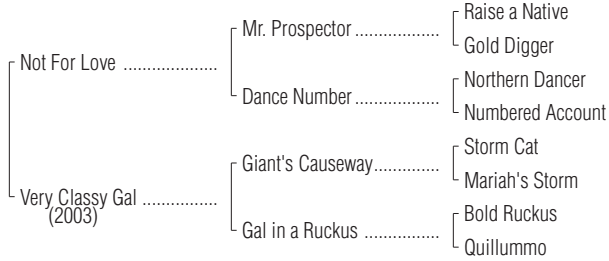 Raise a Native
Mr. Prospector ..................
Gold Digger
Not For Love ....................
Northern Dancer
Dance Number ..................
Numbered Account
Storm Cat
Giant's Causeway..............
Mariah's Storm
Very Classy Gal ................
(2003)
Bold Ruckus
Gal in a Ruckus ................
Quillummo